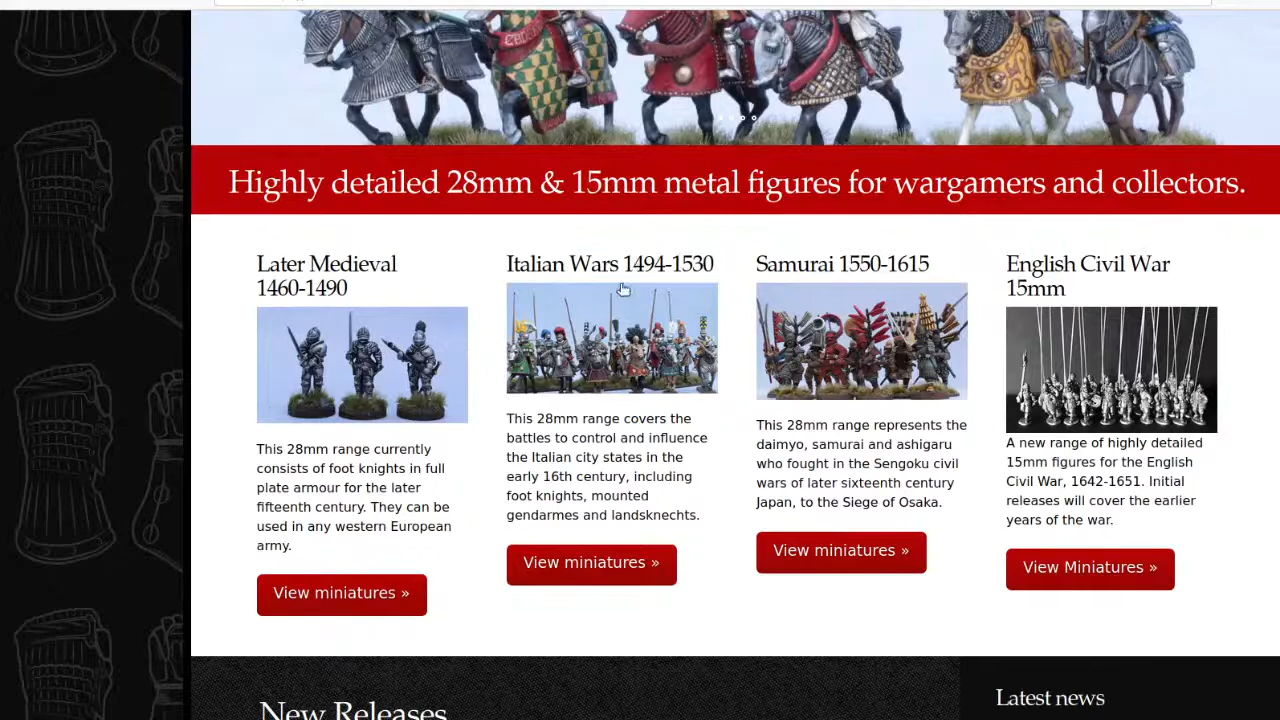 Highly detailed 28mm & 15mm metal figures for wargamers and collectors.
Later Medieval
1460-1490
This 28mm range currently
consists of foot knights in full
plate armour for the later
fifteenth century. They can be
used in any western European
army.
View miniatures »
Italian Wars 1494-1530
This 28mm range covers the
battles to control and influence
the Italian city states in the
early 16th century, including
foot knights, mounted
gendarmes and landsknechts.
View miniatures »
Samurai 1550-1615
This 28mm range represents the
daimyo, samurai and ashigaru
who fought in the Sengoku civil
wars of later sixteenth century
Japan, to the Siege of Osaka.
View miniatures »
English Civil War
15mm
A new range of highly detailed
15mm figures for the English
Civil War, 1642-1651. Initial
releases will cover the earlier
years of the war.
View Miniatures »
New Releases
Latest news